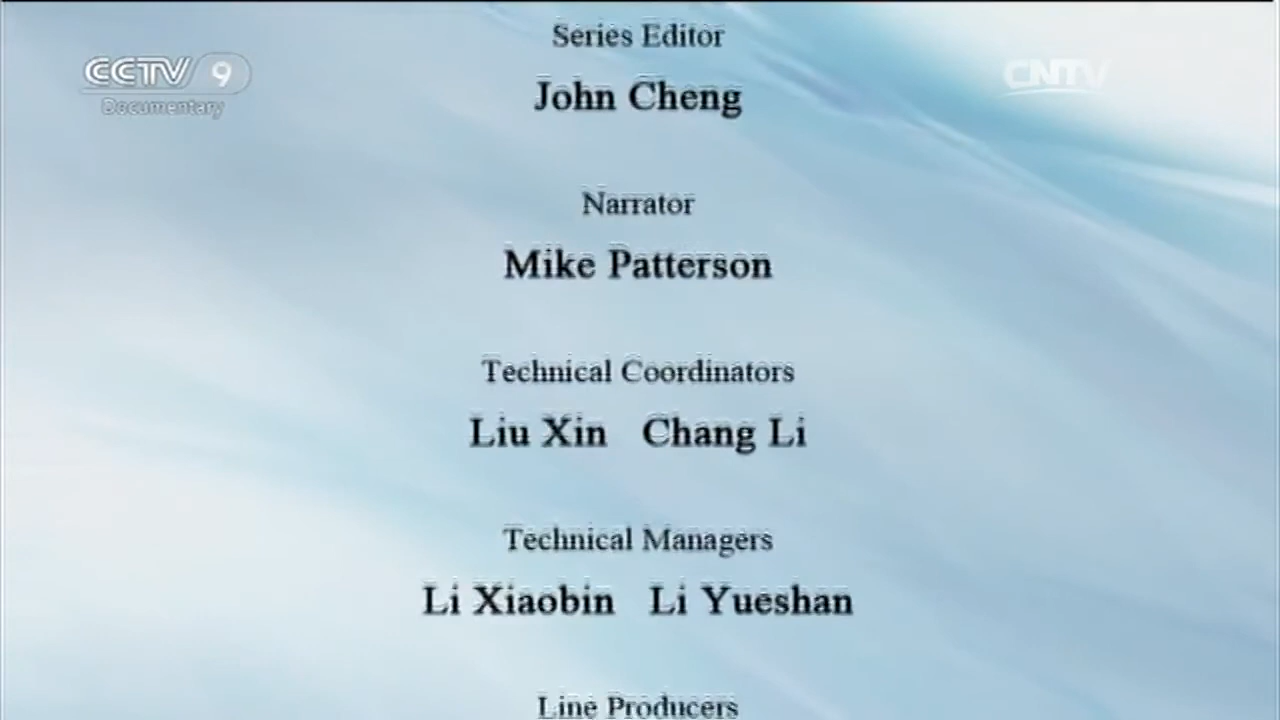 Series Editor
CCTV 9
Documentary
CNTV
John Cheng
Narrator
Mike Patterson
Technical Coordinators
Liu Xin Chang Li
Technical Managers
Li Xiaobin Li Yueshan
Line Producers